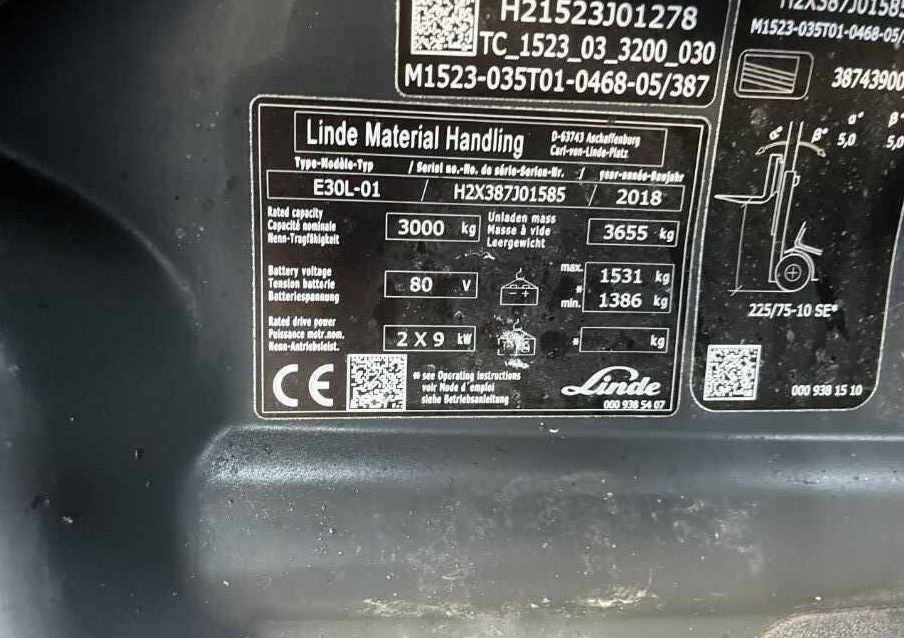 H21523J01278
TC_1523_03_3200_030
M1523-035T01-0468-05/387
Linde Material Handling
D-63743 Aschaffenburg
Carl-von-Linde-Platz
Type-Modèle-Typ / Serial no.-No. de série-Serien-Nr. / year-année-Baujahr
E30L-01 / H2X387J01585 / 2018
Rated capacity
Capacité nominale
Nenn-Tragfähigkeit
3000 kg
Unladen mass
Masse à vide
Leergewicht
3655 kg
Battery voltage
Tension batterie
Batteriespannung
80 V
- +
max. 1531 kg
*
min. 1386 kg
Rated drive power
Puissance motr.nom.
Nenn-Antriebsleist.
2 X 9 kW
* kg
CE
* see Operating instructions
voir Mode d'emploi
siehe Betriebsanleitung
Linde
000 938 54 07
H2X387J01585
M1523-035T01-0468-05/
38743900
α° β°
α° β°
5,0 5,0
225/75-10 SE*
000 938 15 10